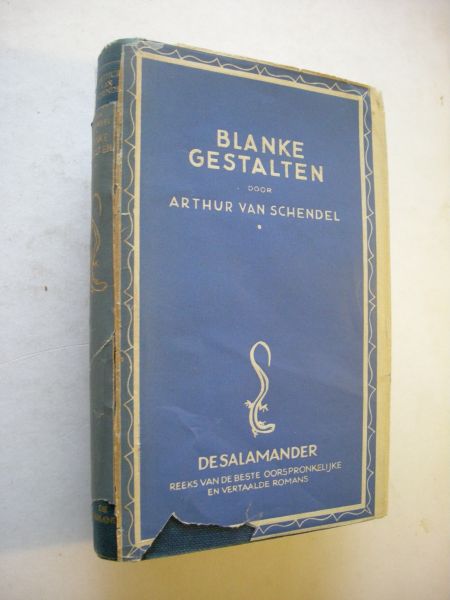 BLANKE
GESTALTEN
DOOR
ARTHUR VAN SCHENDEL
DE SALAMANDER
REEKS VAN DE BESTE OORSPRONKELIJKE
EN VERTAALDE ROMANS